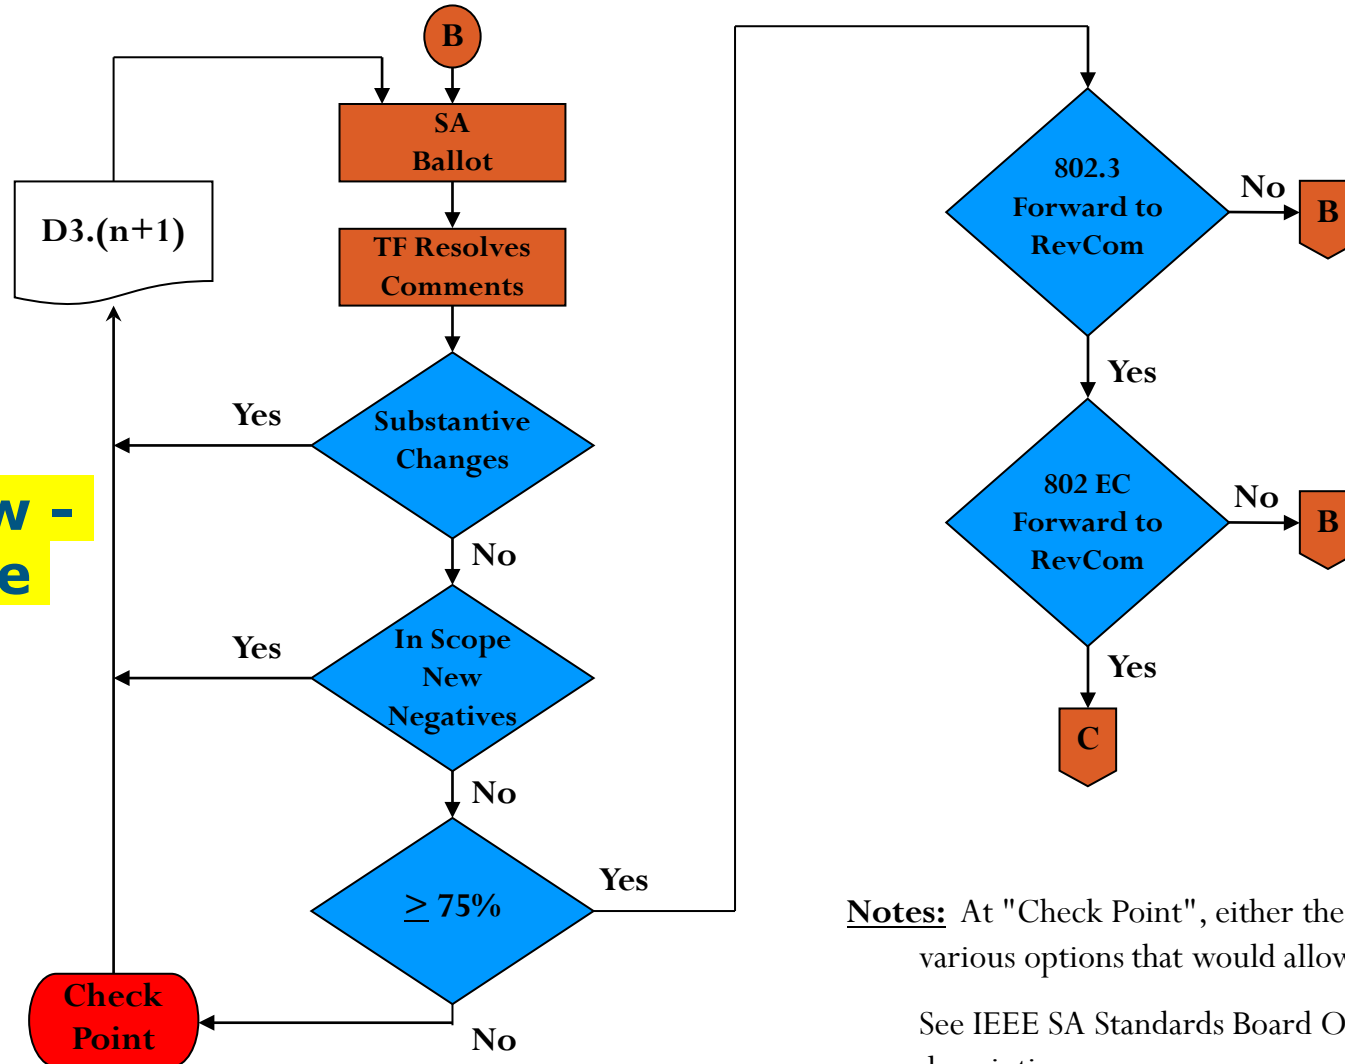 B
SA
Ballot
D3.(n+1)
TF Resolves
Comments
Yes
Substantive
Changes
No
Yes
In Scope
New
Negatives
No
≥ 75%
Yes
Check
Point
No
802.3
Forward to
RevCom
No
B
Yes
802 EC
Forward to
RevCom
No
B
Yes
C
Notes: At "Check Point", either the
various options that would allow
See IEEE SA Standards Board O